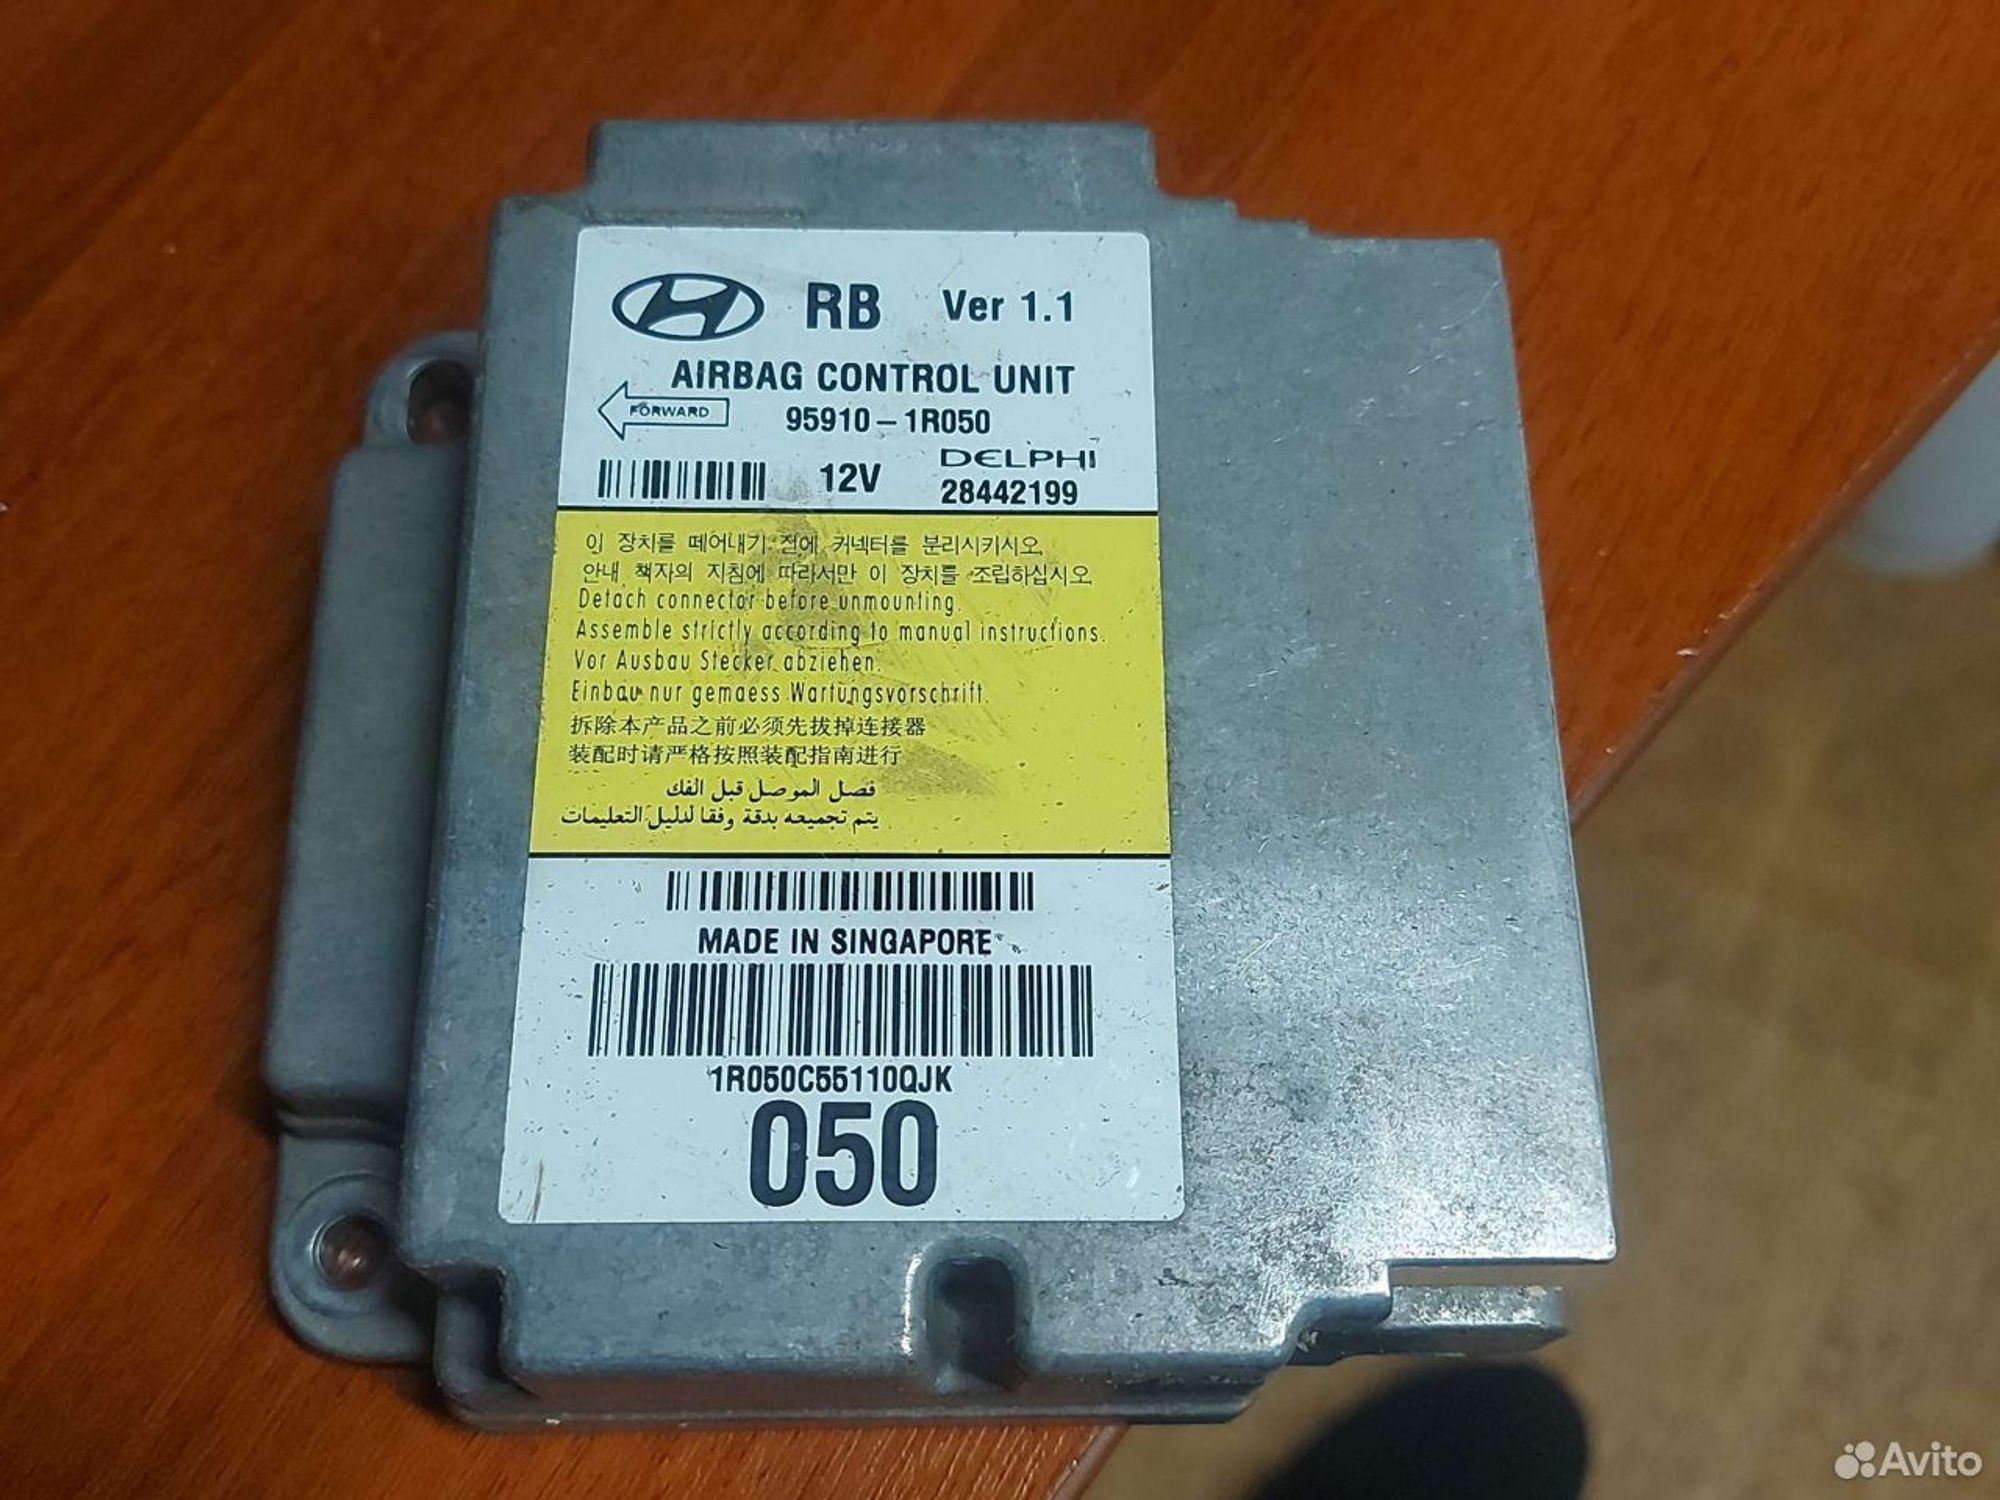 RB Ver 1.1
AIRBAG CONTROL UNIT
FORWARD 95910-1R050
12V DELPHI
28442199
이 장치를 떼어내기 전에 커넥터를 분리시키시오.
안내 책자의 지침에 따라서만 이 장치를 조립하십시오.
Detach connector before unmounting.
Assemble strictly according to manual instructions.
Vor Ausbau Stecker abziehen.
Einbau nur gemaess Wartungsvorschrift.
拆除本产品之前必须先拔掉连接器
装配时请严格按照装配指南进行
فصل الموصل قبل الفك
يتم تجميعه بدقة وفقا لدليل التعليمات
MADE IN SINGAPORE
1R050C55110QJK
050
Avito